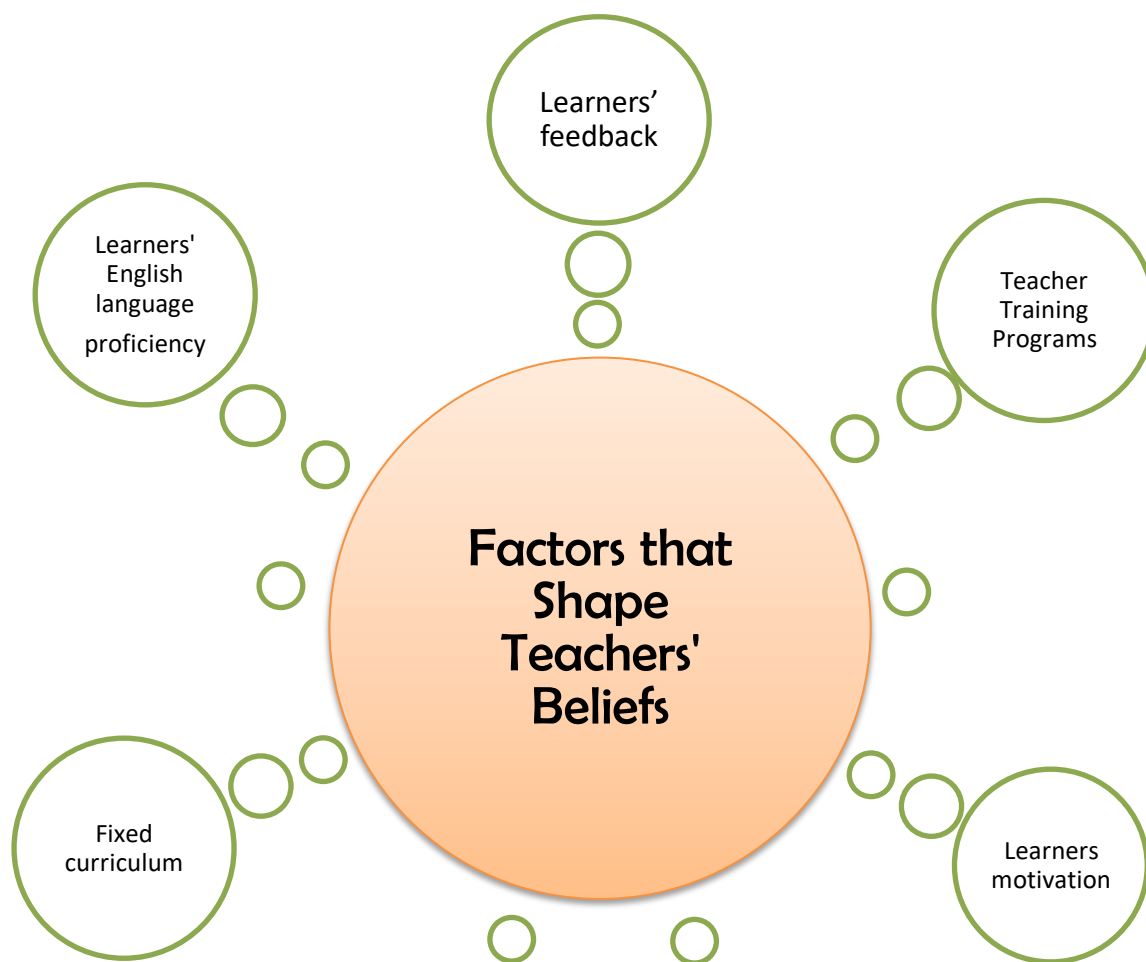 Learners’
feedback
Learners'
English
language
proficiency
Teacher
Training
Programs
Factors that
Shape
Teachers'
Beliefs
Fixed
curriculum
Learners
motivation